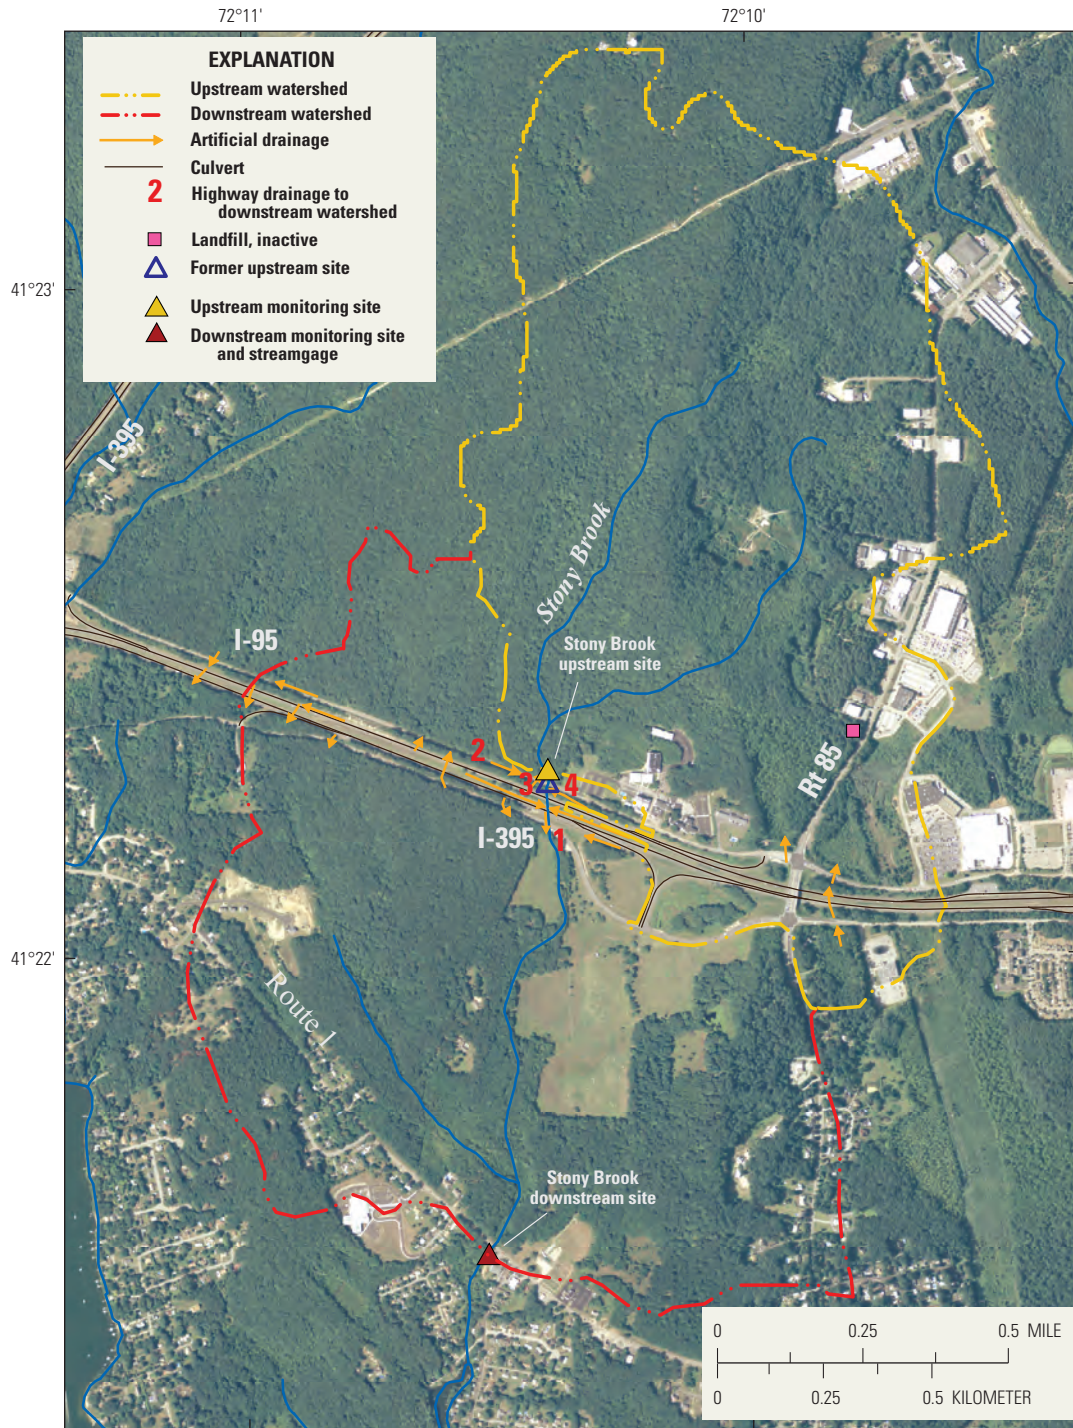 72°11'
72°10'
EXPLANATION
Upstream watershed
Downstream watershed
Artificial drainage
Culvert
2
Highway drainage to
downstream watershed
Landfill, inactive
Former upstream site
Upstream monitoring site
Downstream monitoring site
and streamgage
41°23'
I-395
Stony Brook
I-95
Stony Brook
upstream site
2
3
4
Rt 85
I-395
1
41°22'
Route 1
Stony Brook
downstream site
0
0.25
0.5 MILE
0
0.25
0.5 KILOMETER